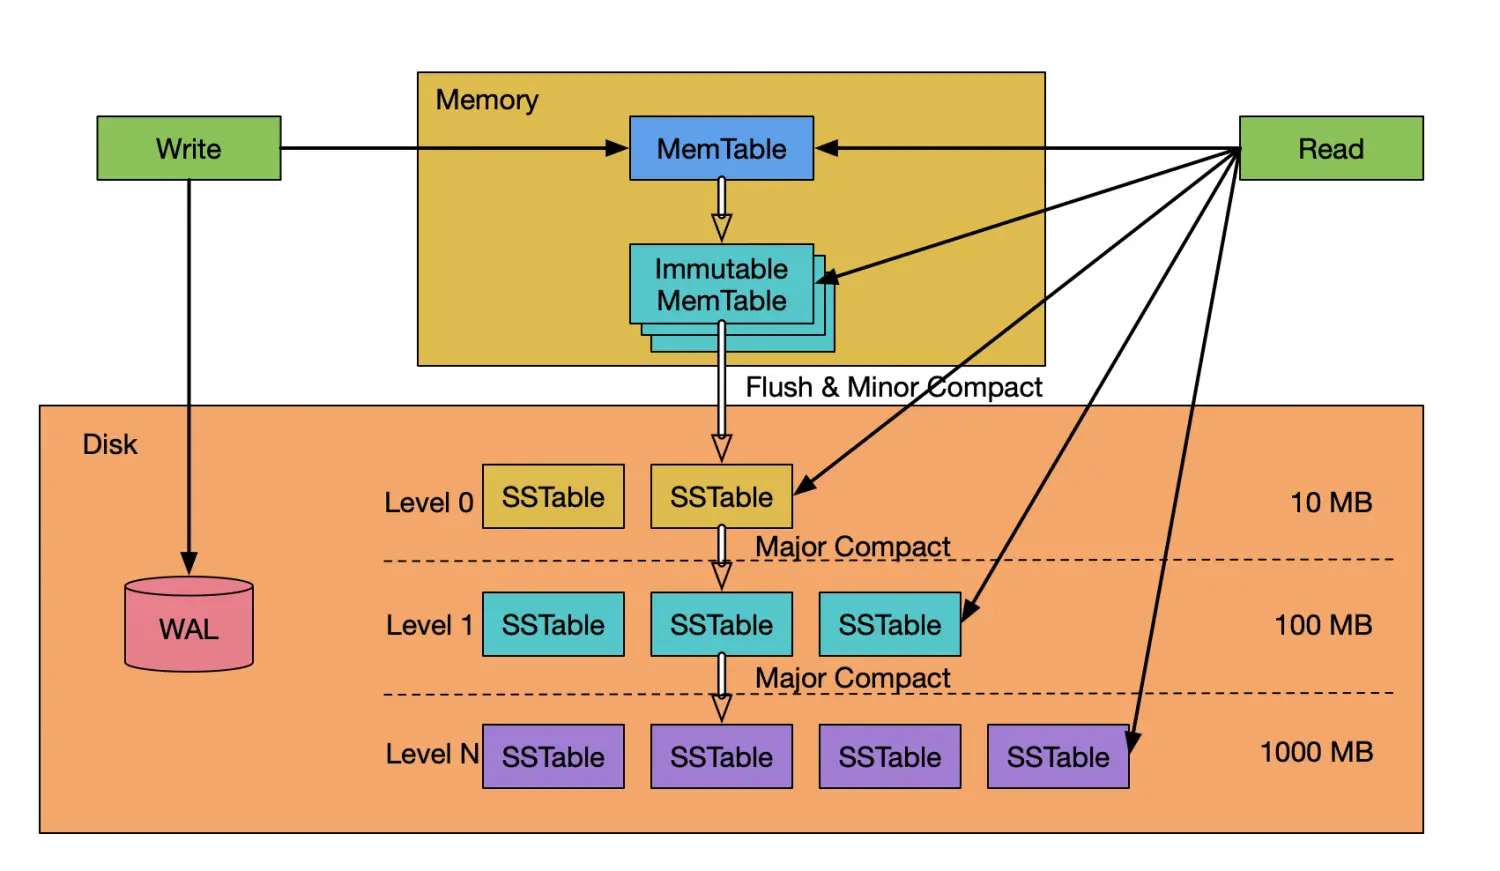 Memory
Write
MemTable
Read
Immutable
MemTable
Flush & Minor Compact
Disk
Level 0
SSTable
SSTable
10 MB
Major Compact
Level 1
SSTable
SSTable
SSTable
100 MB
WAL
Major Compact
Level N
SSTable
SSTable
SSTable
SSTable
1000 MB